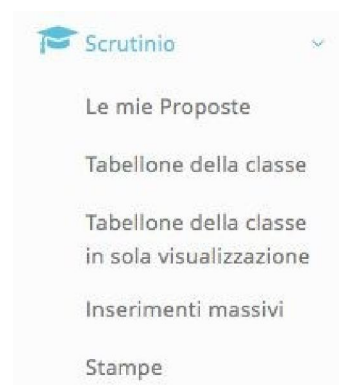 Scrutinio
Le mie Proposte
Tabellone della classe
Tabellone della classe
in sola visualizzazione
Inserimenti massivi
Stampe